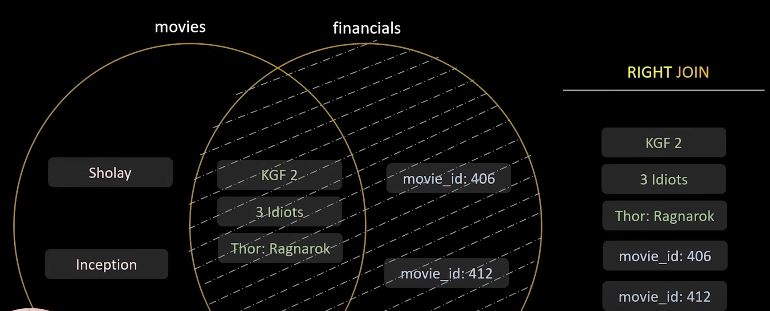 movies
financials
RIGHT JOIN
Sholay
Inception
KGF 2
3 Idiots
Thor: Ragnarok
movie_id: 406
movie_id: 412
KGF 2
3 Idiots
Thor: Ragnarok
movie_id: 406
movie_id: 412